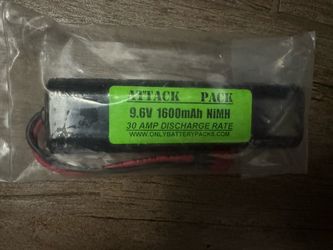 ATTACK PACK
9.6V 1600mAh NiMH
30 AMP DISCHARGE RATE
WWW.ONLYBATTERYPACKS.COM